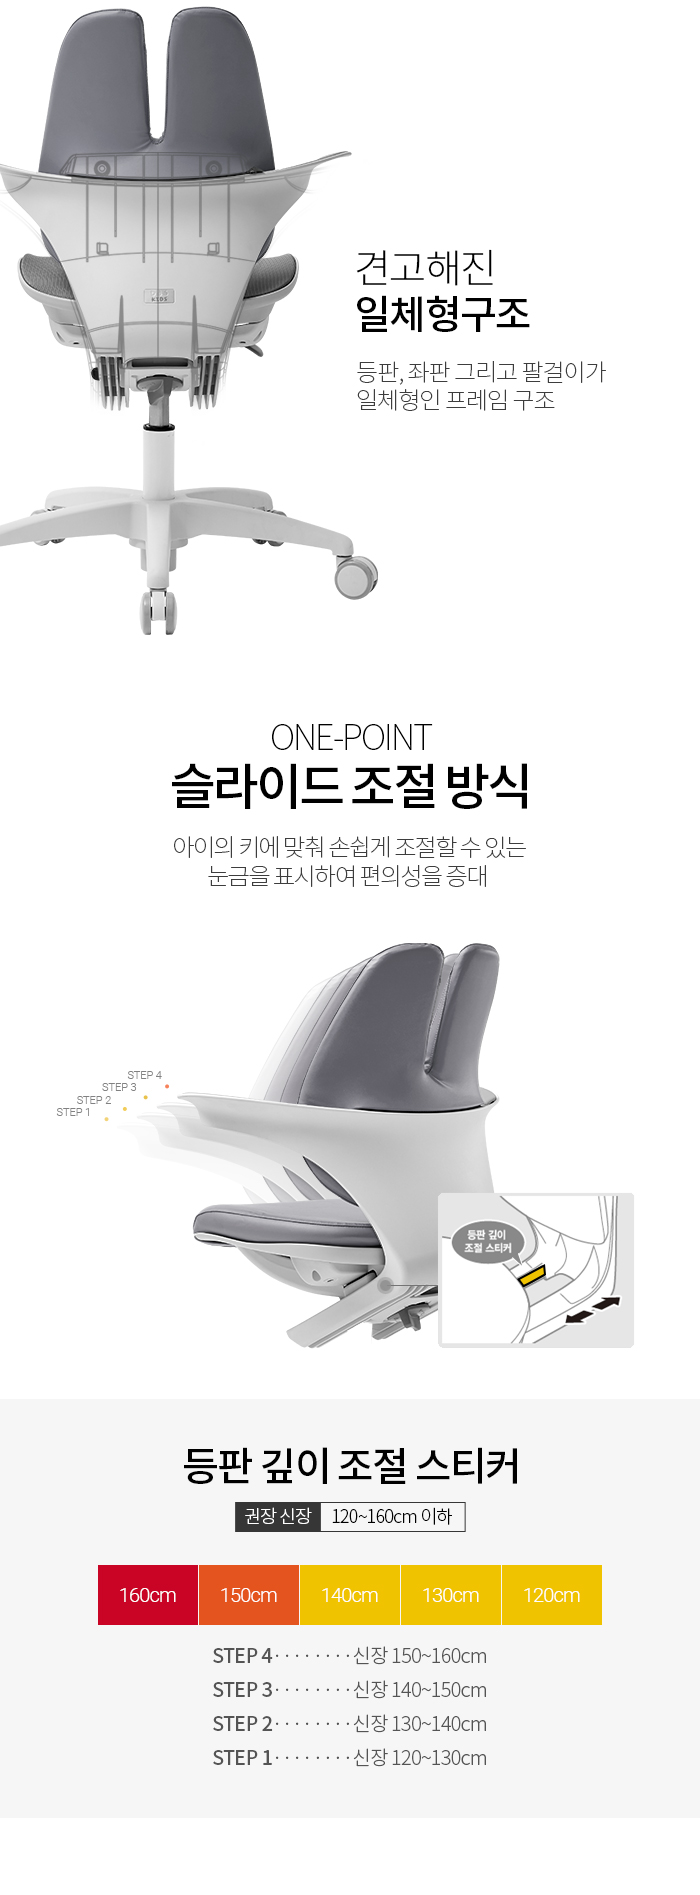 KIDS
견고해진
일체형구조
등판, 좌판 그리고 팔걸이가
일체형인 프레임 구조
ONE-POINT
슬라이드 조절 방식
아이의 키에 맞춰 손쉽게 조절할 수 있는
눈금을 표시하여 편의성을 증대
STEP 4
STEP 3
STEP 2
STEP 1
등판 깊이
조절 스티커
등판 깊이 조절 스티커
권장 신장 120~160cm 이하
160cm 150cm 140cm 130cm 120cm
STEP 4 · · · · · · · · 신장 150~160cm
STEP 3 · · · · · · · · 신장 140~150cm
STEP 2 · · · · · · · · 신장 130~140cm
STEP 1 · · · · · · · · 신장 120~130cm